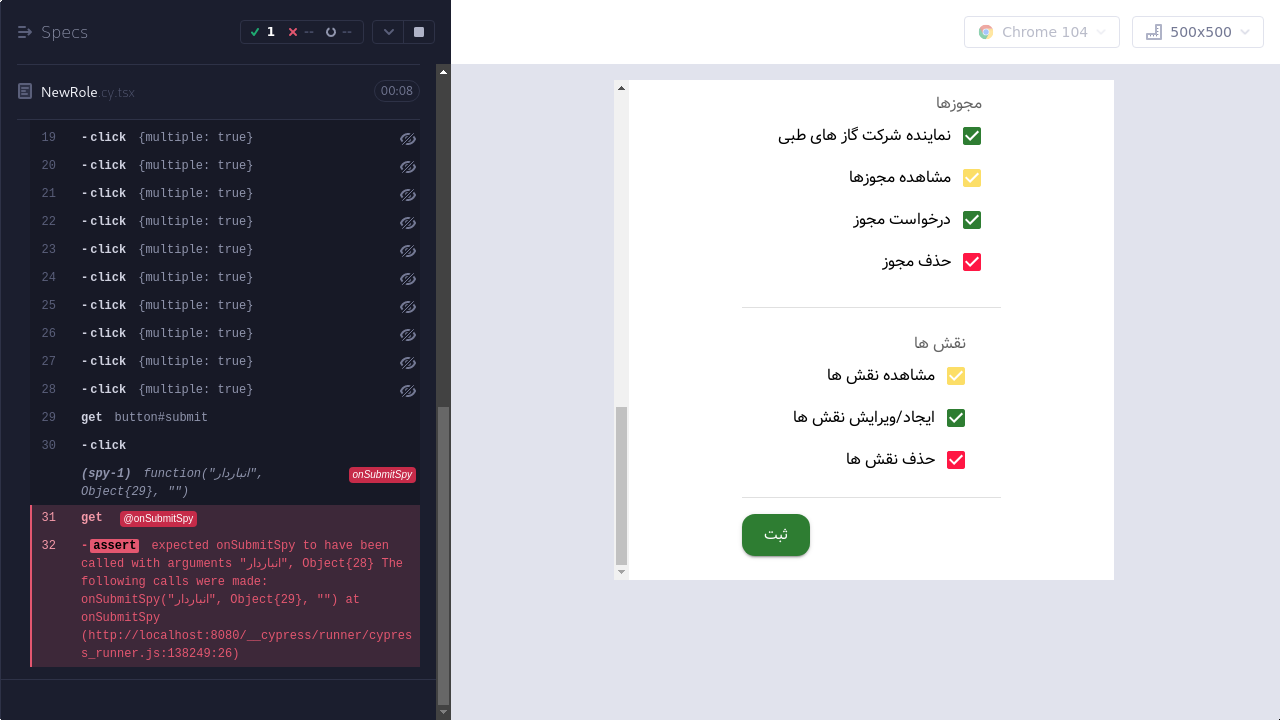 Specs
1 -- --
Chrome 104
500x500
NewRole.cy.tsx
00:08
19 -click {multiple: true}
20 -click {multiple: true}
21 -click {multiple: true}
22 -click {multiple: true}
23 -click {multiple: true}
24 -click {multiple: true}
25 -click {multiple: true}
26 -click {multiple: true}
27 -click {multiple: true}
28 -click {multiple: true}
29 get button#submit
30 -click
(spy-1) function("انباردار", onSubmitSpy
Object{29}, "")
31 get @onSubmitSpy
32 -assert expected onSubmitSpy to have been
called with arguments "انباردار", Object{28} The
following calls were made:
onSubmitSpy("انباردار", Object{29}, "") at
onSubmitSpy
(http://localhost:8080/__cypress/runner/cypres
s_runner.js:138249:26)
مجوزها
نماینده شرکت گاز های طبی
مشاهده مجوزها
درخواست مجوز
حذف مجوز
نقش ها
مشاهده نقش ها
ایجاد/ویرایش نقش ها
حذف نقش ها
ثبت